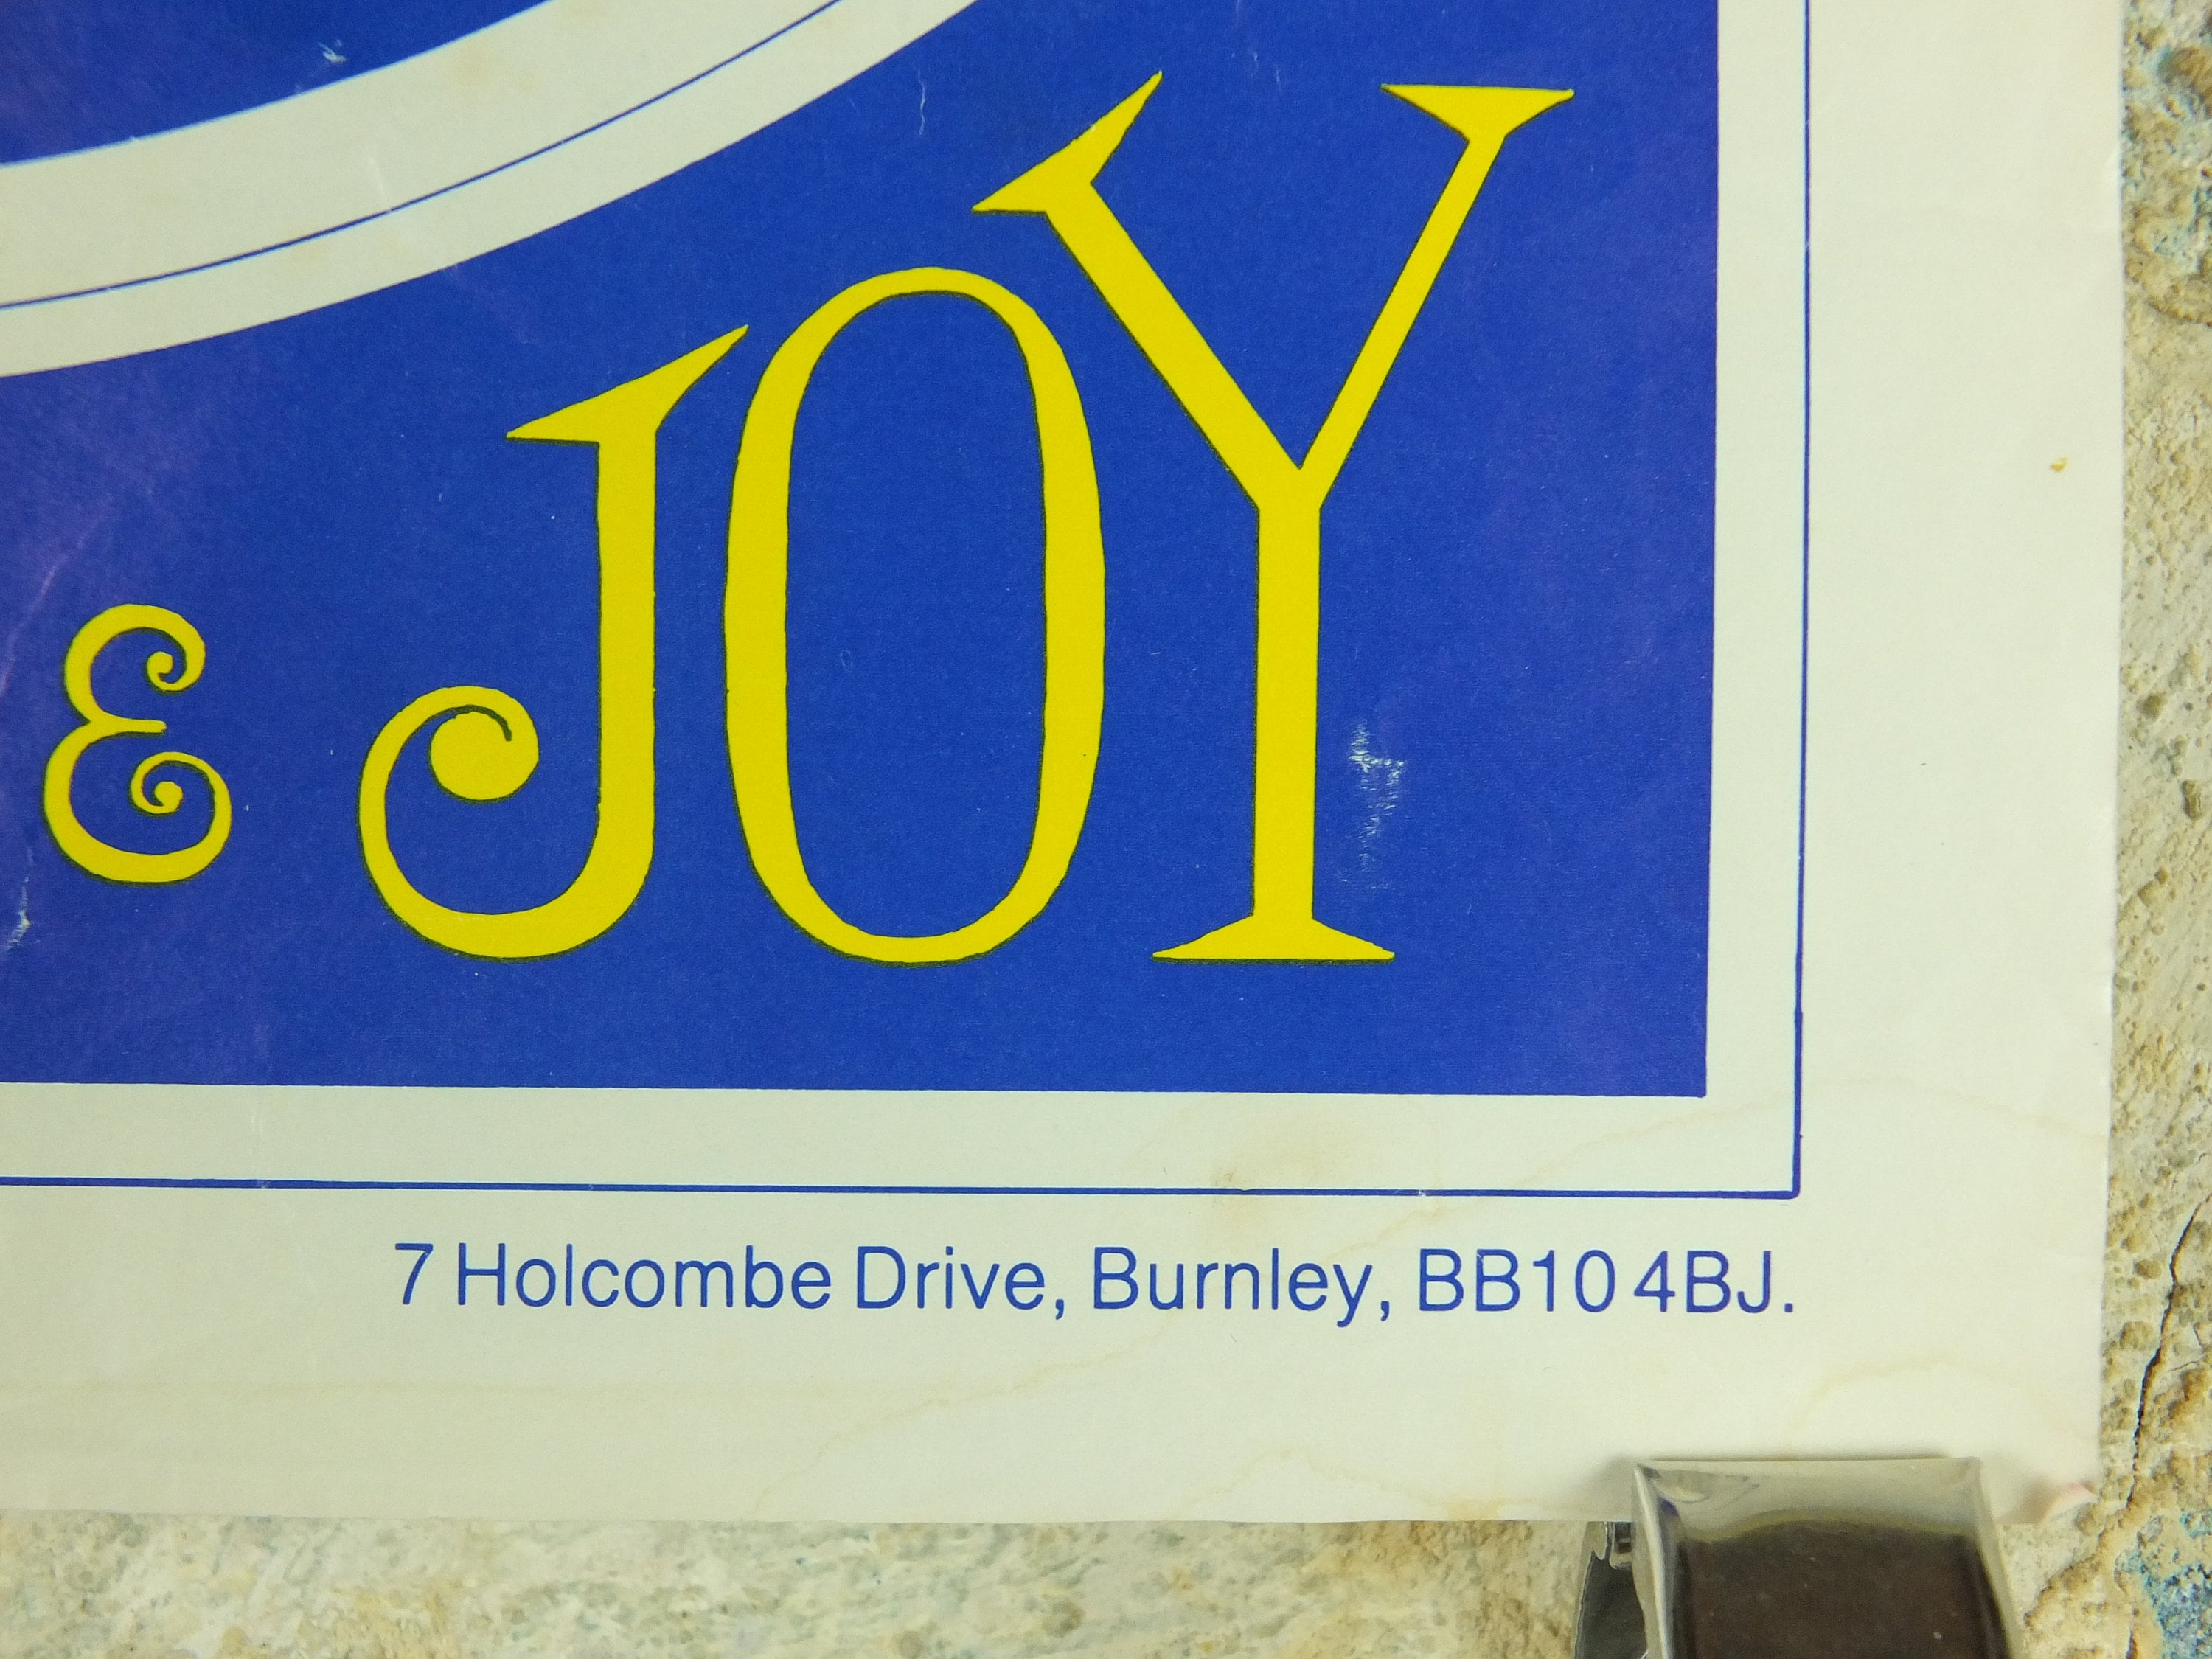 & JOY
7 Holcombe Drive, Burnley, BB10 4BJ.